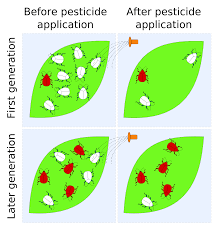 Before pesticide
application
After pesticide
application
First generation
Later generation